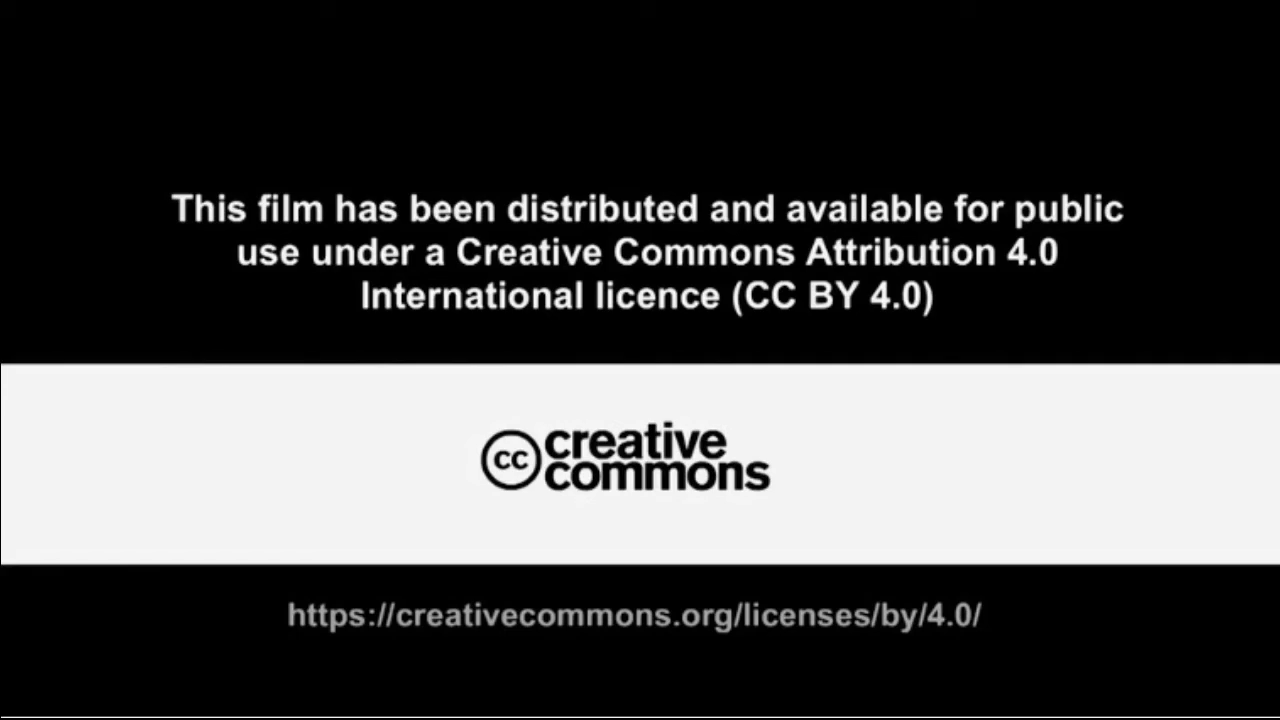 This film has been distributed and available for public
use under a Creative Commons Attribution 4.0
International licence (CC BY 4.0)
cc creative
commons
https://creativecommons.org/licenses/by/4.0/